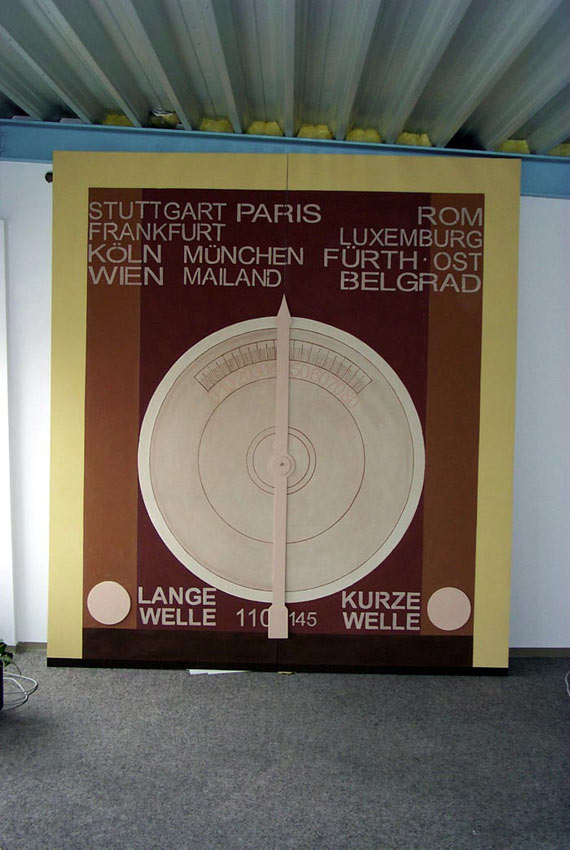 STUTTGART PARIS ROM
FRANKFURT LUXEMBURG
KÖLN MÜNCHEN FÜRTH · OST
WIEN MAILAND BELGRAD
LANGE WELLE
110 145
KURZE WELLE